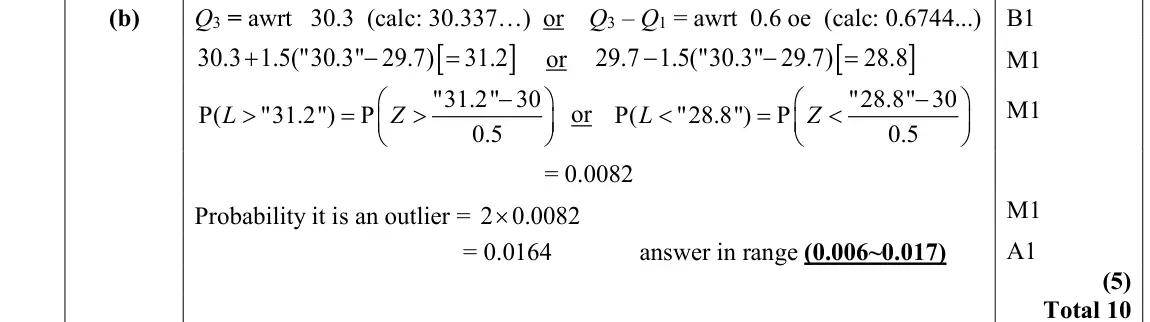 (b) Q3 = awrt 30.3 (calc: 30.337…) or Q3 – Q1 = awrt 0.6 oe (calc: 0.6744...) B1
30.3+1.5("30.3"− 29.7)[= 31.2] or 29.7 −1.5("30.3"− 29.7)[= 28.8] M1
P(L > "31.2") = P(Z > ("31.2"− 30)/0.5) or P(L < "28.8") = P(Z < ("28.8"− 30)/0.5) M1
= 0.0082
Probability it is an outlier = 2×0.0082 M1
= 0.0164 answer in range (0.006~0.017) A1
(5)
Total 10